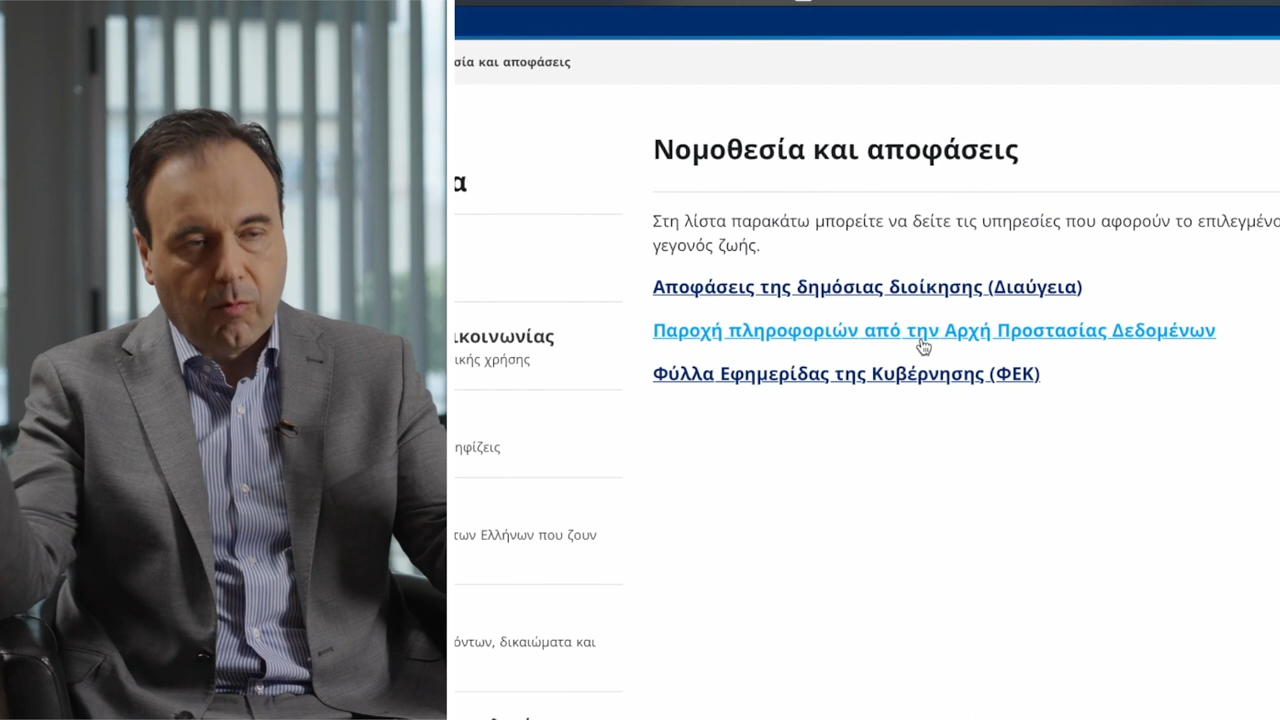 σία και αποφάσεις
Νομοθεσία και αποφάσεις
α
Στη λίστα παρακάτω μπορείτε να δείτε τις υπηρεσίες που αφορούν το επιλεγμένο
γεγονός ζωής.
Αποφάσεις της δημόσιας διοίκησης (Διαύγεια)
Παροχή πληροφοριών από την Αρχή Προστασίας Δεδομένων
ικοινωνίας
ικής χρήσης
Φύλλα Εφημερίδας της Κυβέρνησης (ΦΕΚ)
ηφίζεις
των Ελλήνων που ζουν
όντων, δικαιώματα και